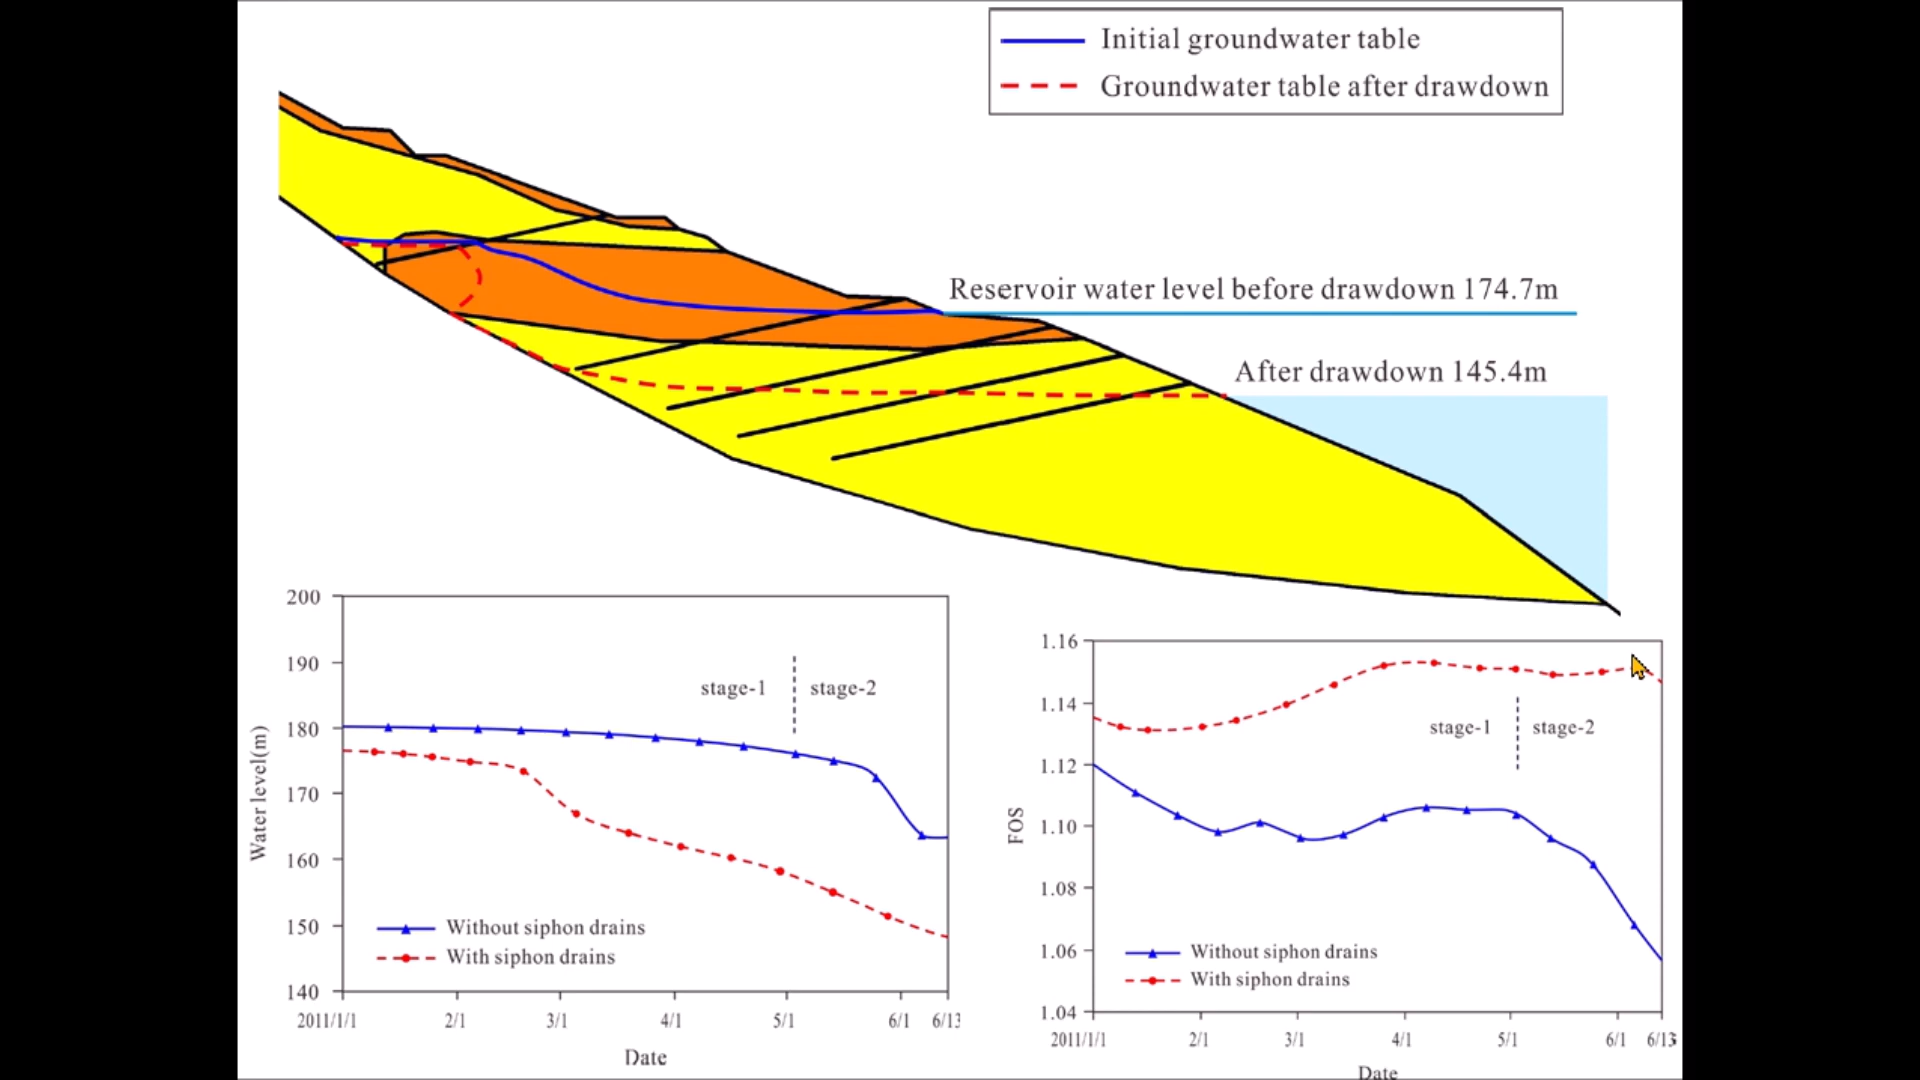 Initial groundwater table
Groundwater table after drawdown
Reservoir water level before drawdown 174.7m
After drawdown 145.4m
200
190
180
170
160
150
140
Water level(m)
stage-1
stage-2
Without siphon drains
With siphon drains
2011/1/1
2/1
3/1
4/1
5/1
6/1
6/13
Date
1.16
1.14
1.12
1.10
1.08
1.06
1.04
FOS
stage-1
stage-2
Without siphon drains
With siphon drains
2011/1/1
2/1
3/1
4/1
5/1
6/1
6/13
Date